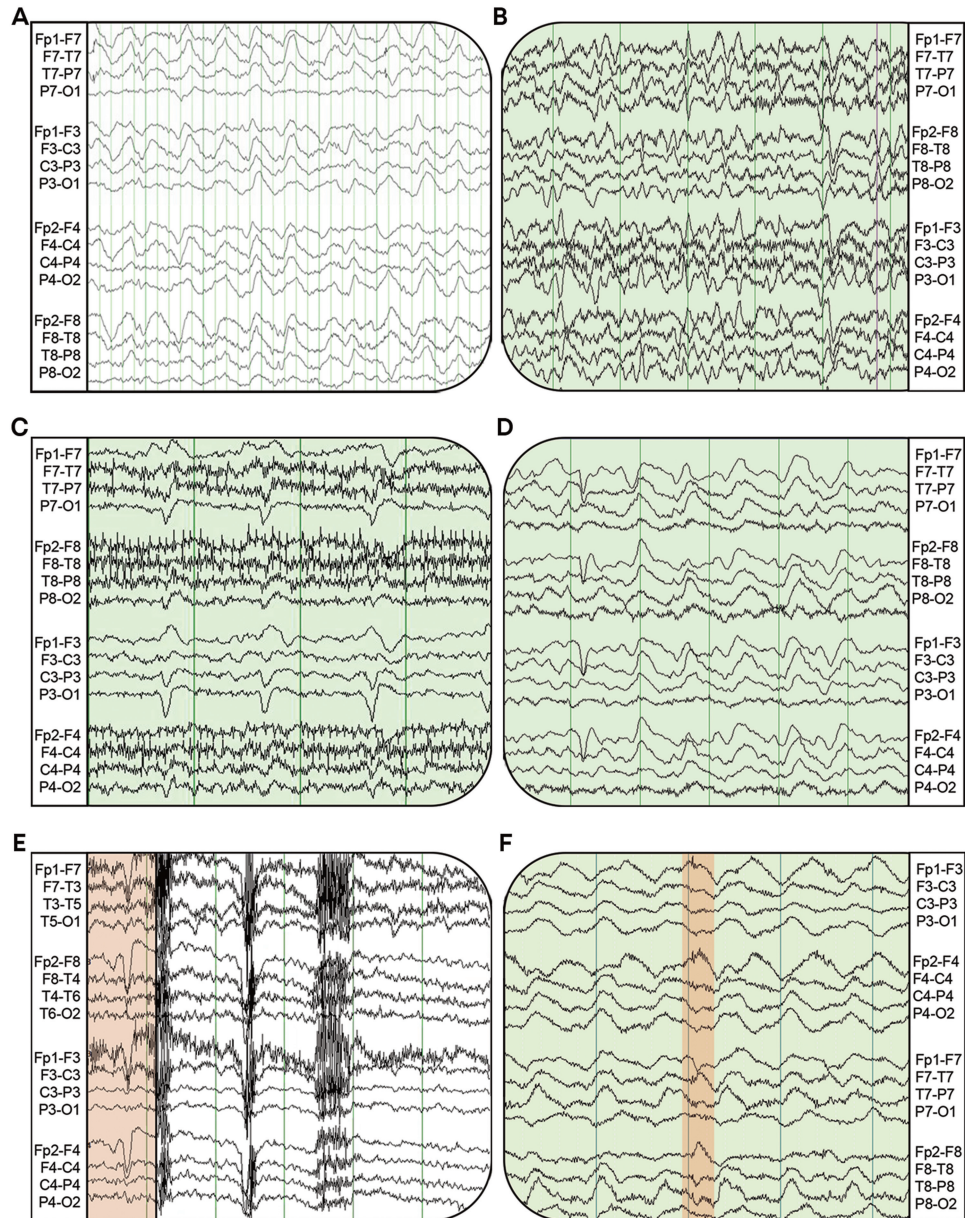 A
Fp1-F7
F7-T7
T7-P7
P7-O1
Fp1-F3
F3-C3
C3-P3
P3-O1
Fp2-F4
F4-C4
C4-P4
P4-O2
Fp2-F8
F8-T8
T8-P8
P8-O2
B
Fp1-F7
F7-T7
T7-P7
P7-O1
Fp2-F8
F8-T8
T8-P8
P8-O2
Fp1-F3
F3-C3
C3-P3
P3-O1
Fp2-F4
F4-C4
C4-P4
P4-O2
C
Fp1-F7
F7-T7
T7-P7
P7-O1
Fp2-F8
F8-T8
T8-P8
P8-O2
Fp1-F3
F3-C3
C3-P3
P3-O1
Fp2-F4
F4-C4
C4-P4
P4-O2
D
Fp1-F7
F7-T7
T7-P7
P7-O1
Fp2-F8
F8-T8
T8-P8
P8-O2
Fp1-F3
F3-C3
C3-P3
P3-O1
Fp2-F4
F4-C4
C4-P4
P4-O2
E
Fp1-F7
F7-T3
T3-T5
T5-O1
Fp2-F8
F8-T4
T4-T6
T6-O2
Fp1-F3
F3-C3
C3-P3
P3-O1
Fp2-F4
F4-C4
C4-P4
P4-O2
F
Fp1-F3
F3-C3
C3-P3
P3-O1
Fp2-F4
F4-C4
C4-P4
P4-O2
Fp1-F7
F7-T7
T7-P7
P7-O1
Fp2-F8
F8-T8
T8-P8
P8-O2